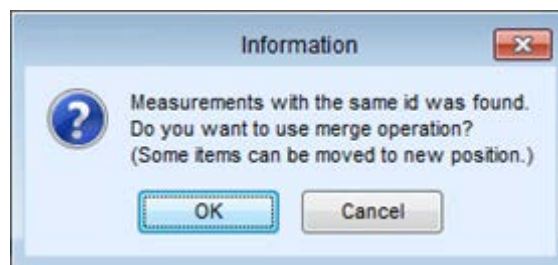 Information
Measurements with the same id was found.
Do you want to use merge operation?
(Some items can be moved to new position.)
OK Cancel